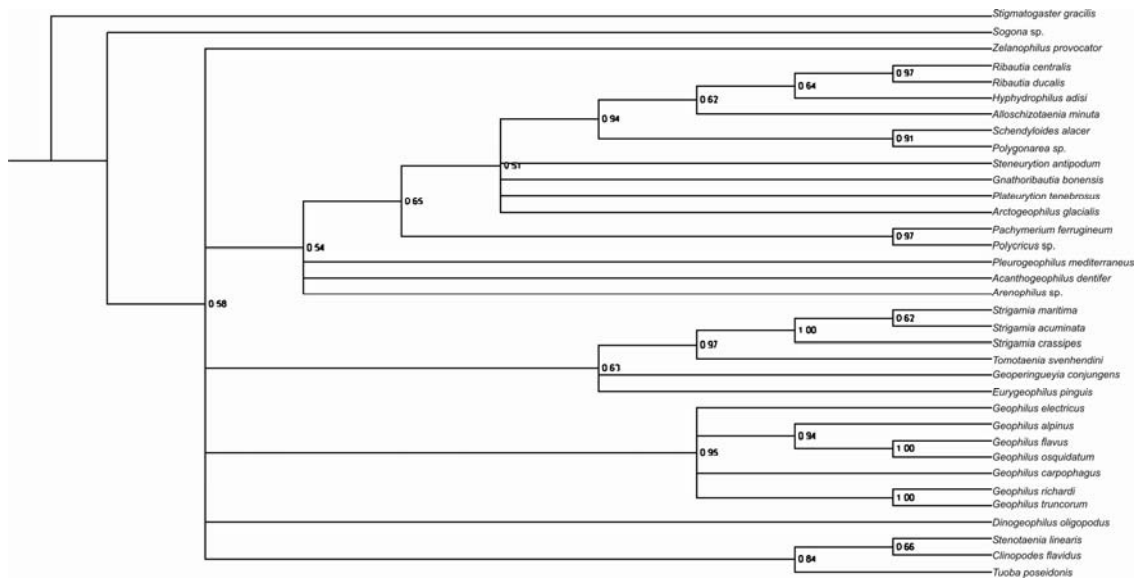 Stigmatogaster gracilis
Sogona sp.
Zelanophilus provocator
Ribautia centralis
0.97
Ribautia ducalis
0.64
Hyphydrophilus adisi
0.62
Alloschizotaenia minuta
0.94
Schendyloides alacer
0.91
Polygonarea sp.
0.51
Steneurytion antipodum
Gnathoribautia bonensis
Plateurytion tenebrosus
0.65
Arctogeophilus glacialis
Pachymerium ferrugineum
0.97
Polycricus sp.
0.54
Pleurogeophilus mediterraneus
Acanthogeophilus dentifer
Arenophilus sp.
0.58
Strigamia maritima
0.62
Strigamia acuminata
1.00
Strigamia crassipes
0.97
Tomotaenia svenhendini
0.63
Geoperingueyia conjungens
Eurygeophilus pinguis
Geophilus electricus
Geophilus alpinus
0.94
Geophilus flavus
1.00
Geophilus osquidatum
0.95
Geophilus carpophagus
Geophilus richardi
1.00
Geophilus truncorum
Dinogeophilus oligopodus
Stenotaenia linearis
0.66
Clinopodes flavidus
0.84
Tuoba poseidonis